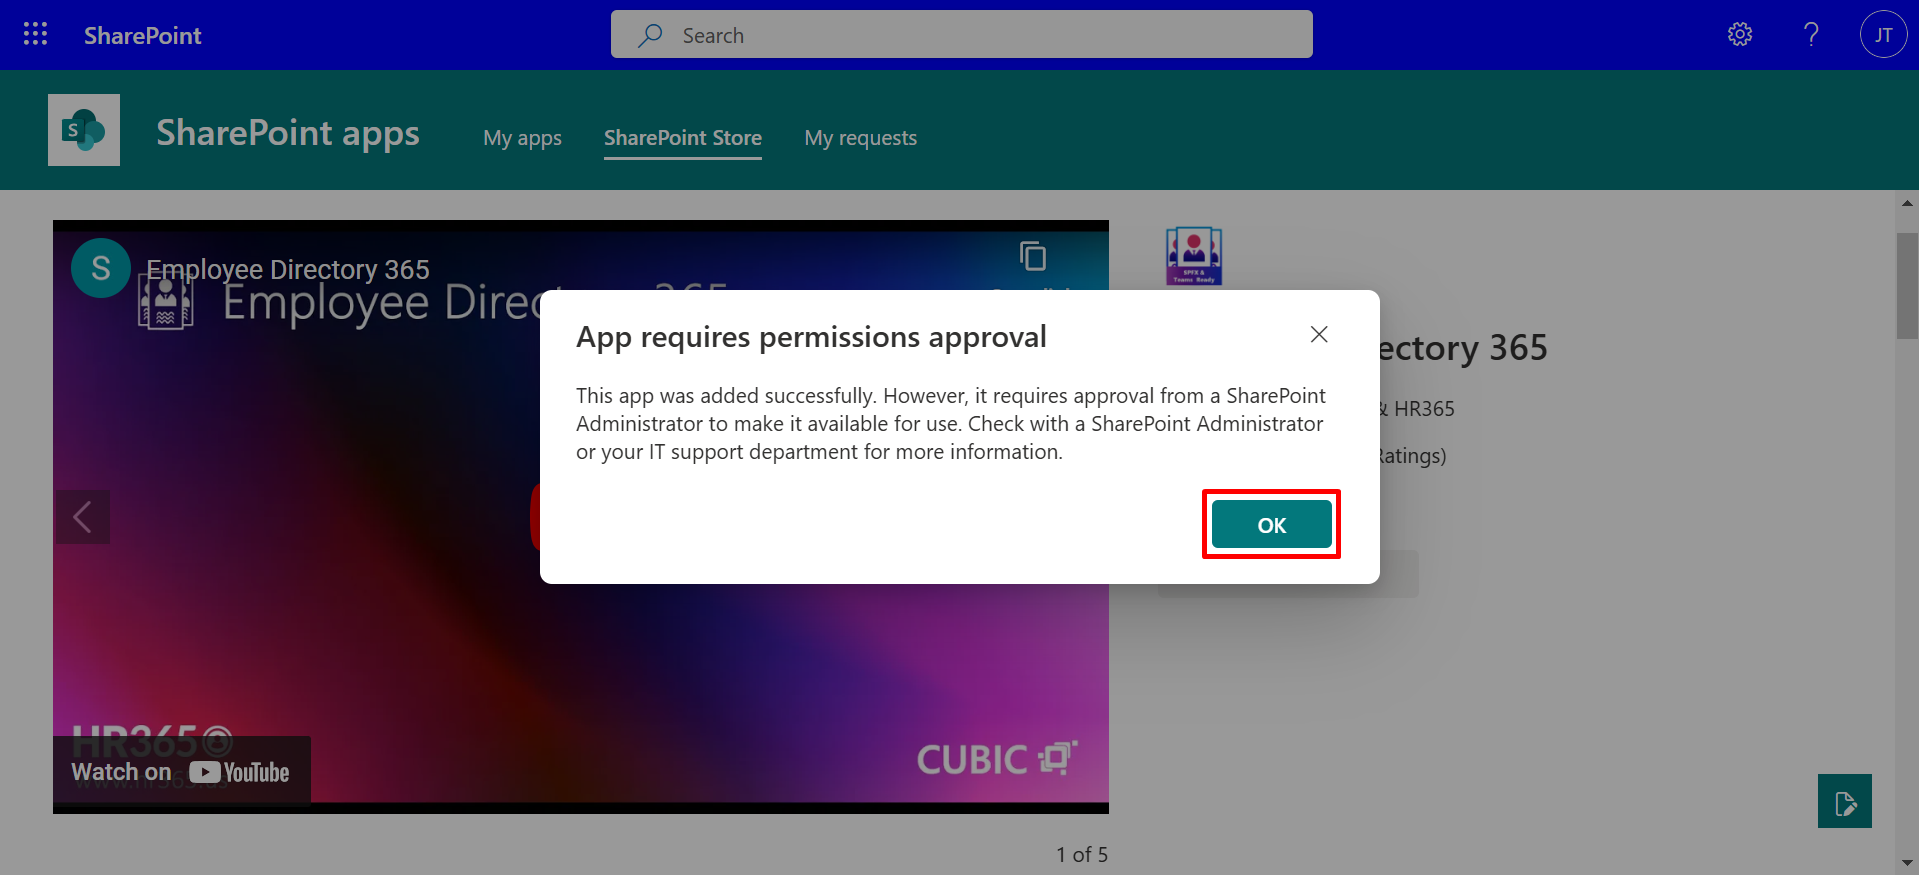 SharePoint
Search
JT
S
SharePoint apps
My apps
SharePoint Store
My requests
S
Employee Directory 365
Employee Direc
SPFX &
Teams Ready
App requires permissions approval
This app was added successfully. However, it requires approval from a SharePoint
Administrator to make it available for use. Check with a SharePoint Administrator
or your IT support department for more information.
OK
ectory 365
& HR365
Ratings)
HR365
Watch on YouTube
CUBIC
1 of 5